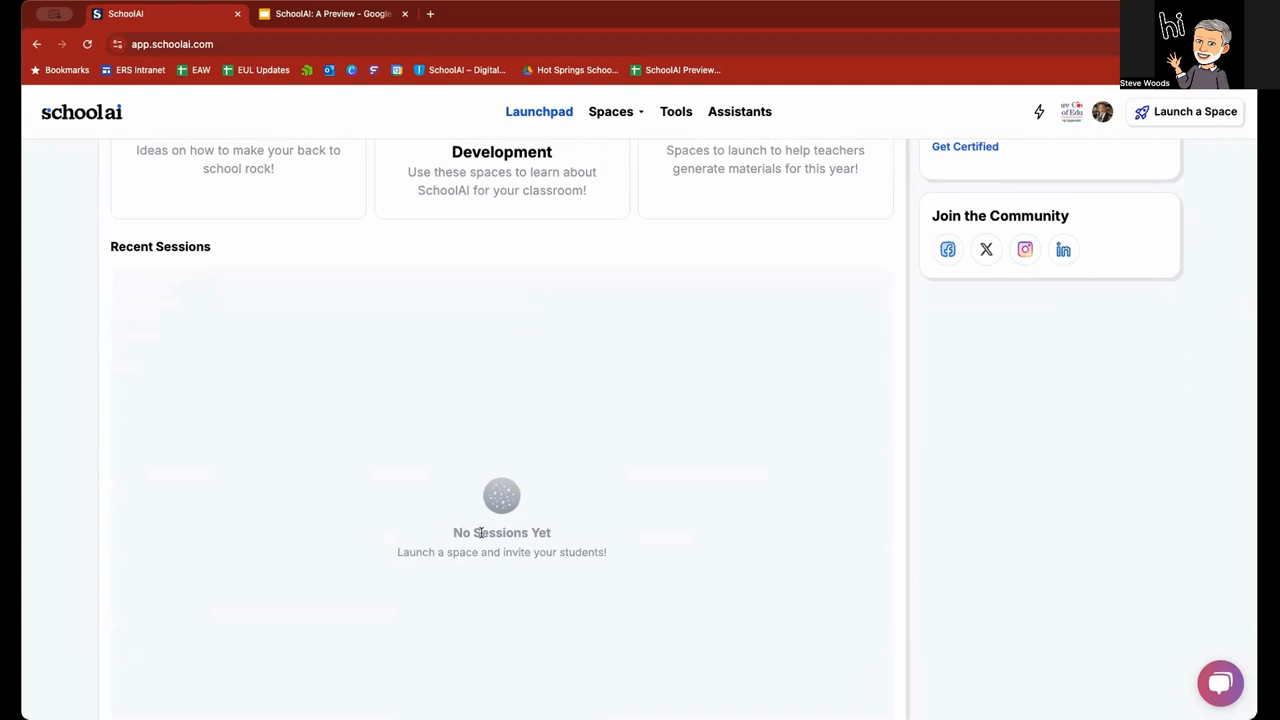 SchoolAI
SchoolAI: A Preview - Google
app.schoolai.com
Bookmarks
ERS Intranet
EAW
EUL Updates
SchoolAI – Digital...
Hot Springs Schoo...
SchoolAI Preview...
hi
Steve Woods
school ai
Launchpad
Spaces
Tools
Assistants
Launch a Space
Ideas on how to make your back to
school rock!
Development
Use these spaces to learn about
SchoolAI for your classroom!
Spaces to launch to help teachers
generate materials for this year!
Get Certified
Join the Community
Recent Sessions
No Sessions Yet
Launch a space and invite your students!